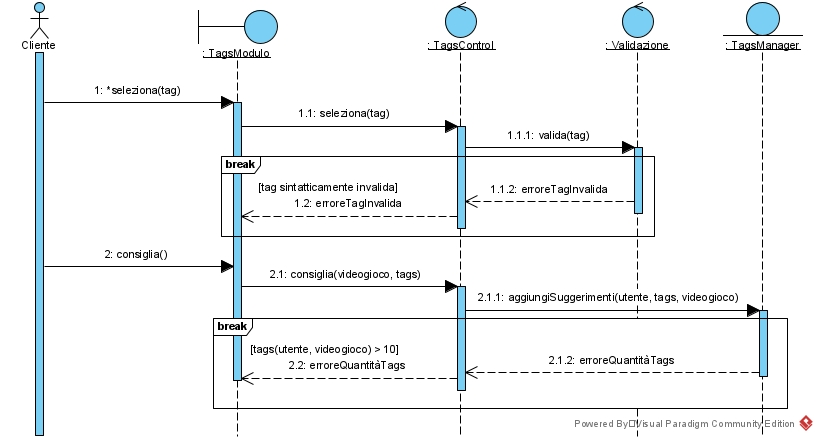 Cliente
: TagsModulo
: TagsControl
: Validazione
: TagsManager
1: *seleziona(tag)
1.1: seleziona(tag)
1.1.1: valida(tag)
break
[tag sintatticamente invalida]
1.1.2: erroreTagInvalida
1.2: erroreTagInvalida
2: consiglia()
2.1: consiglia(videogioco, tags)
2.1.1: aggiungiSuggerimenti(utente, tags, videogioco)
break
[tags(utente, videogioco) > 10]
2.1.2: erroreQuantitàTags
2.2: erroreQuantitàTags
Powered By□Visual Paradigm Community Edition